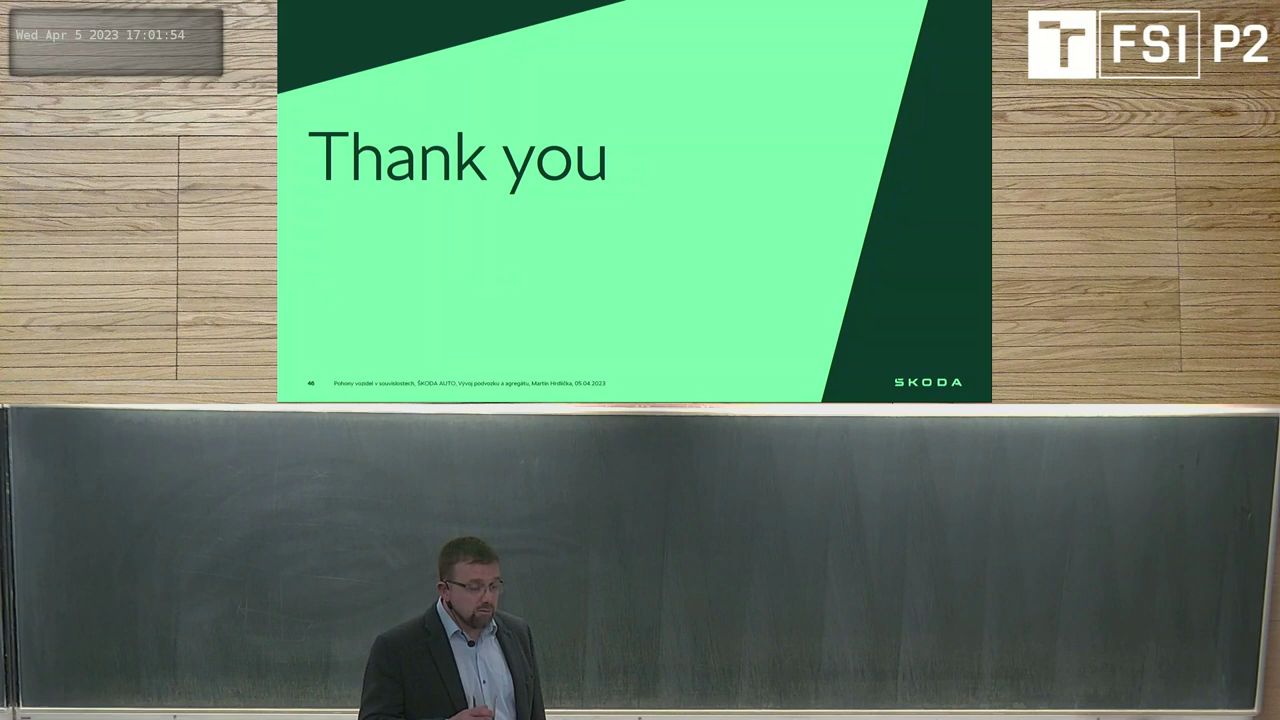 Wed Apr 5 2023 17:01:54
FSI P2
Thank you
46 Pohony vozidel v souvislostech, ŠKODA AUTO, Vývoj podvozku a agregátu, Martin Hrdlička, 05.04.2023
ŠKODA